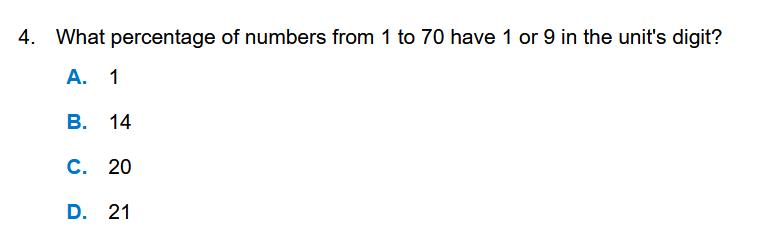 4. What percentage of numbers from 1 to 70 have 1 or 9 in the unit's digit?
A. 1
B. 14
C. 20
D. 21